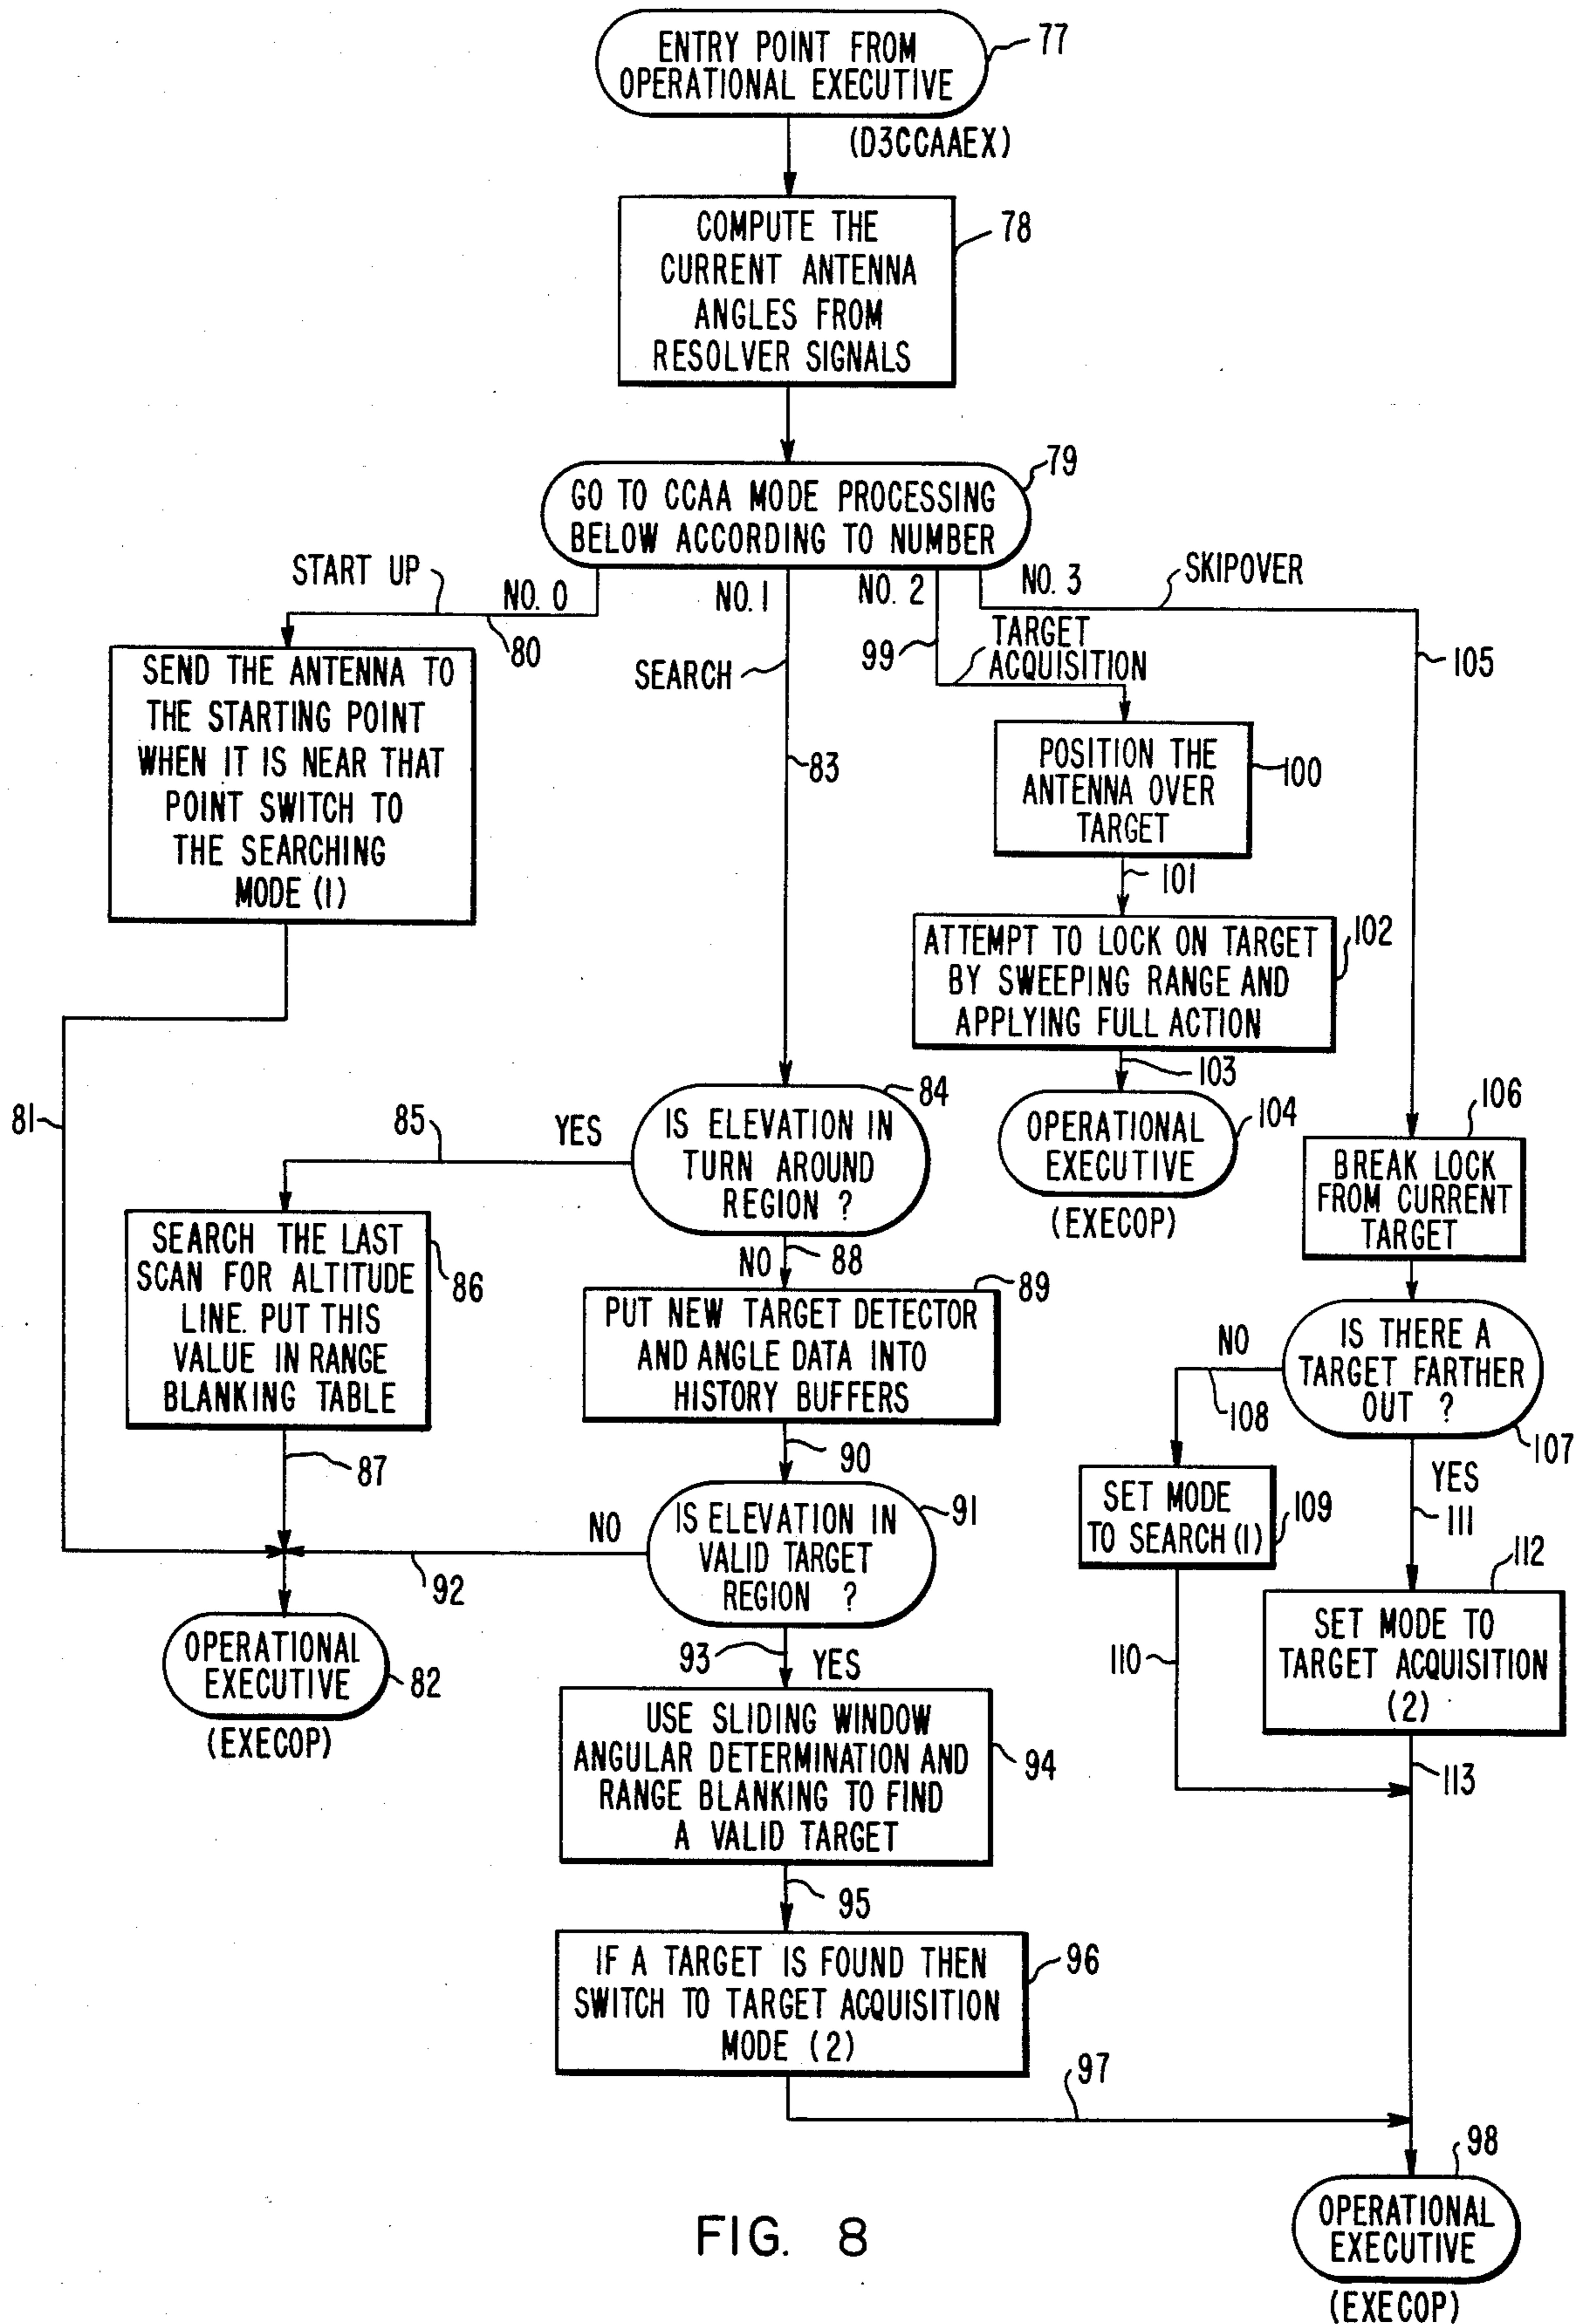 ENTRY POINT FROM
OPERATIONAL EXECUTIVE
77
(D3CCAAEX)
COMPUTE THE
CURRENT ANTENNA
ANGLES FROM
RESOLVER SIGNALS
78
79
GO TO CCAA MODE PROCESSING
BELOW ACCORDING TO NUMBER
START UP
NO. 0
80
NO. 1
SEARCH
83
NO. 2
99
TARGET
ACQUISITION
NO. 3
SKIPOVER
105
SEND THE ANTENNA TO
THE STARTING POINT
WHEN IT IS NEAR THAT
POINT SWITCH TO
THE SEARCHING
MODE (1)
POSITION THE
ANTENNA OVER
TARGET
100
101
ATTEMPT TO LOCK ON TARGET
BY SWEEPING RANGE AND
APPLYING FULL ACTION
102
103
OPERATIONAL
EXECUTIVE
104
(EXECOP)
81
85
YES
IS ELEVATION IN
TURN AROUND
REGION ?
84
NO
88
106
BREAK LOCK
FROM CURRENT
TARGET
SEARCH THE LAST
SCAN FOR ALTITUDE
LINE. PUT THIS
VALUE IN RANGE
BLANKING TABLE
86
87
89
PUT NEW TARGET DETECTOR
AND ANGLE DATA INTO
HISTORY BUFFERS
90
NO
108
IS THERE A
TARGET FARTHER
OUT ?
107
YES
111
SET MODE
TO SEARCH (1)
109
110
112
SET MODE TO
TARGET ACQUISITION
(2)
113
NO
92
IS ELEVATION IN
VALID TARGET
REGION ?
91
93
YES
OPERATIONAL
EXECUTIVE
82
(EXECOP)
USE SLIDING WINDOW
ANGULAR DETERMINATION AND
RANGE BLANKING TO FIND
A VALID TARGET
94
95
IF A TARGET IS FOUND THEN
SWITCH TO TARGET ACQUISITION
MODE (2)
96
97
98
OPERATIONAL
EXECUTIVE
(EXECOP)
FIG. 8